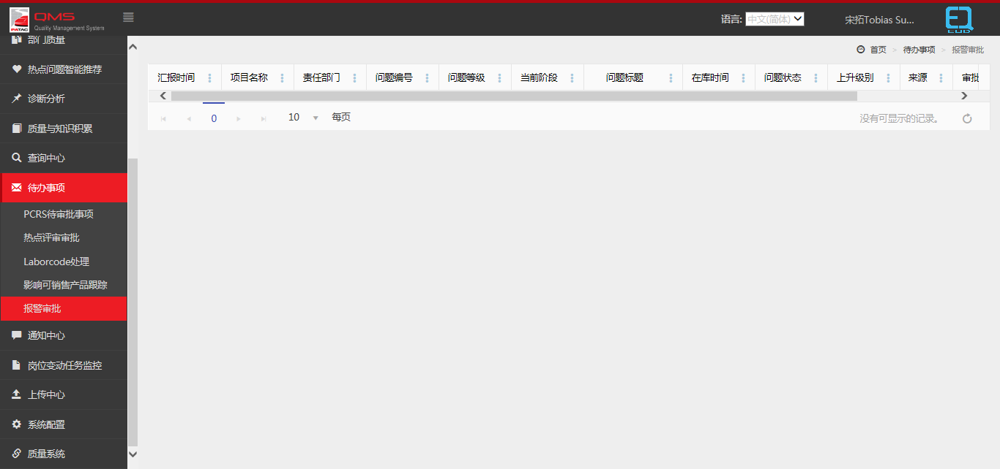 QMS
PATAC
Quality Management System
语言: 中文(简体)
宋拓Tobias Su...
EQ
CUB
部门质量
热点问题智能推荐
诊断分析
质量与知识积累
查询中心
待办事项
PCRS待审批事项
热点评审审批
Laborcode处理
影响可销售产品跟踪
报警审批
通知中心
岗位变动任务监控
上传中心
系统配置
质量系统
首页 > 待办事项 > 报警审批
汇报时间 项目名称 责任部门 问题编号 问题等级 当前阶段 问题标题 在库时间 问题状态 上升级别 来源 审批
0 10 每页 没有可显示的记录。